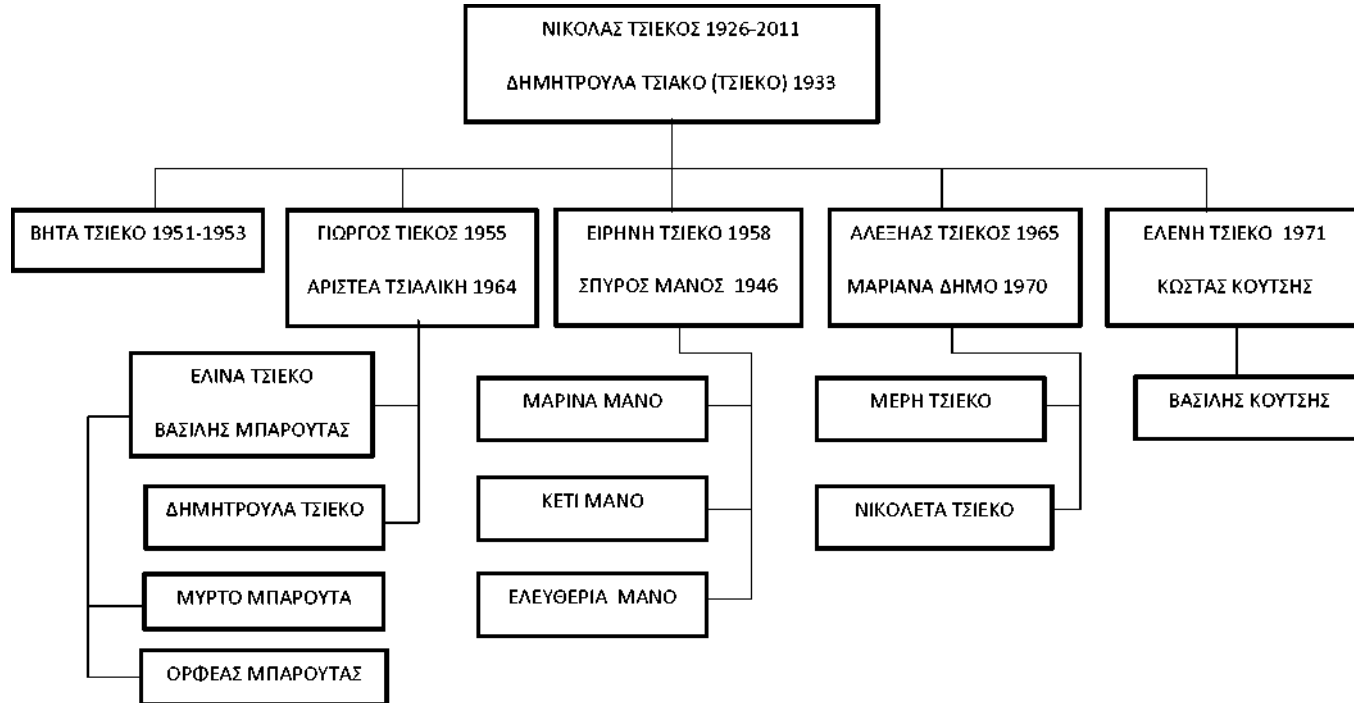 ΝΙΚΟΛΑΣ ΤΣΙΕΚΟΣ 1926-2011
ΔΗΜΗΤΡΟΥΛΑ ΤΣΙΑΚΟ (ΤΣΙΕΚΟ) 1933
ΒΗΤΑ ΤΣΙΕΚΟ 1951-1953
ΓΙΩΡΓΟΣ ΤΙΕΚΟΣ 1955
ΑΡΙΣΤΕΑ ΤΣΙΑΛΙΚΗ 1964
ΕΙΡΗΝΗ ΤΣΙΕΚΟ 1958
ΣΠΥΡΟΣ ΜΑΝΟΣ 1946
ΑΛΕΞΗΑΣ ΤΣΙΕΚΟΣ 1965
ΜΑΡΙΑΝΑ ΔΗΜΟ 1970
ΕΛΕΝΗ ΤΣΙΕΚΟ 1971
ΚΩΣΤΑΣ ΚΟΥΤΣΗΣ
ΕΛΙΝΑ ΤΣΙΕΚΟ
ΒΑΣΙΛΗΣ ΜΠΑΡΟΥΤΑΣ
ΔΗΜΗΤΡΟΥΛΑ ΤΣΙΕΚΟ
ΜΥΡΤΟ ΜΠΑΡΟΥΤΑ
ΟΡΦΕΑΣ ΜΠΑΡΟΥΤΑΣ
ΜΑΡΙΝΑ ΜΑΝΟ
ΚΕΤΙ ΜΑΝΟ
ΕΛΕΥΘΕΡΙΑ ΜΑΝΟ
ΜΕΡΗ ΤΣΙΕΚΟ
ΝΙΚΟΛΕΤΑ ΤΣΙΕΚΟ
ΒΑΣΙΛΗΣ ΚΟΥΤΣΗΣ